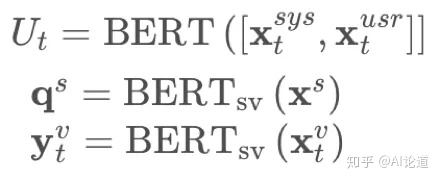 U_t = BERT([x_t^{sys}, x_t^{usr}]]
q^s = BERT_{sv}(x^s)
y_t^v = BERT_{sv}(x_t^v)
知乎 @AI论道